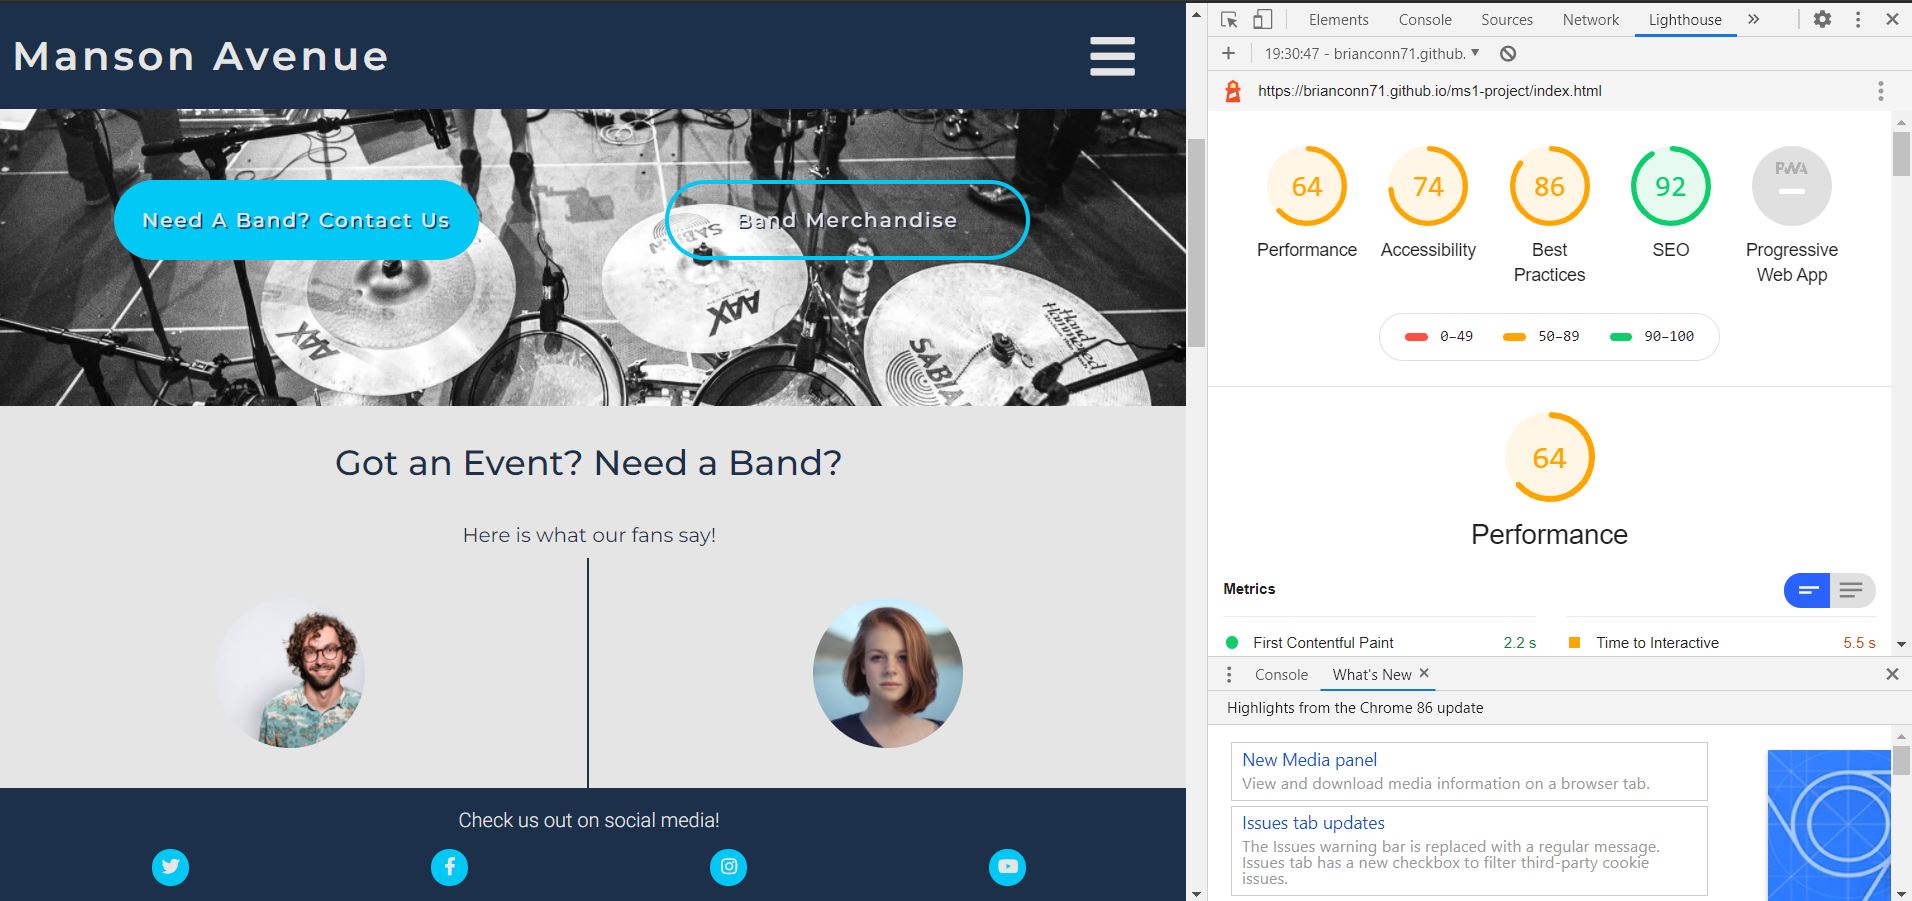 Manson Avenue
Need A Band? Contact Us
Band Merchandise
SABIAN
AAX
AAX
Hand
Hammered
SABIAN
Got an Event? Need a Band?
Here is what our fans say!
Check us out on social media!
Elements Console Sources Network Lighthouse
19:30:47 - brianconn71.github.
https://brianconn71.github.io/ms1-project/index.html
64 74 86 92 PWA
Performance Accessibility Best Practices SEO Progressive Web App
0–49 50–89 90–100
64
Performance
Metrics
First Contentful Paint 2.2 s Time to Interactive 5.5 s
Console What's New
Highlights from the Chrome 86 update
New Media panel
View and download media information on a browser tab.
Issues tab updates
The Issues warning bar is replaced with a regular message.
Issues tab has a new checkbox to filter third-party cookie
issues.